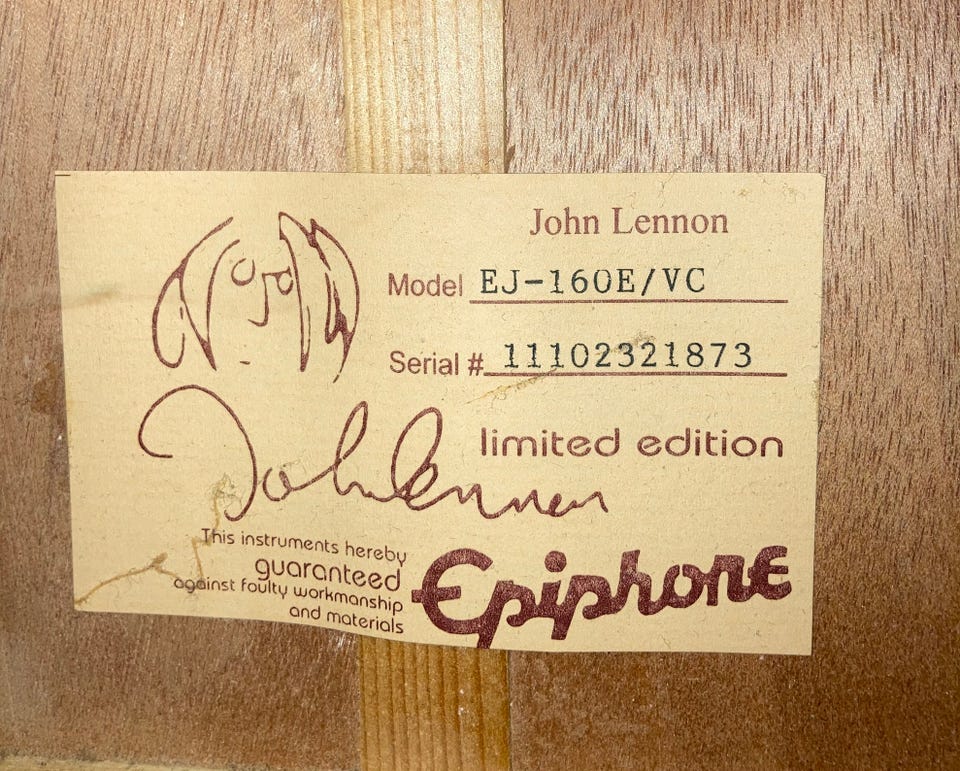 John Lennon
Model EJ-160E/VC
Serial # 11102321873
limited edition
John Lennon
This instruments hereby
guaranteed
against foulty workmanship
and materials
Epiphone